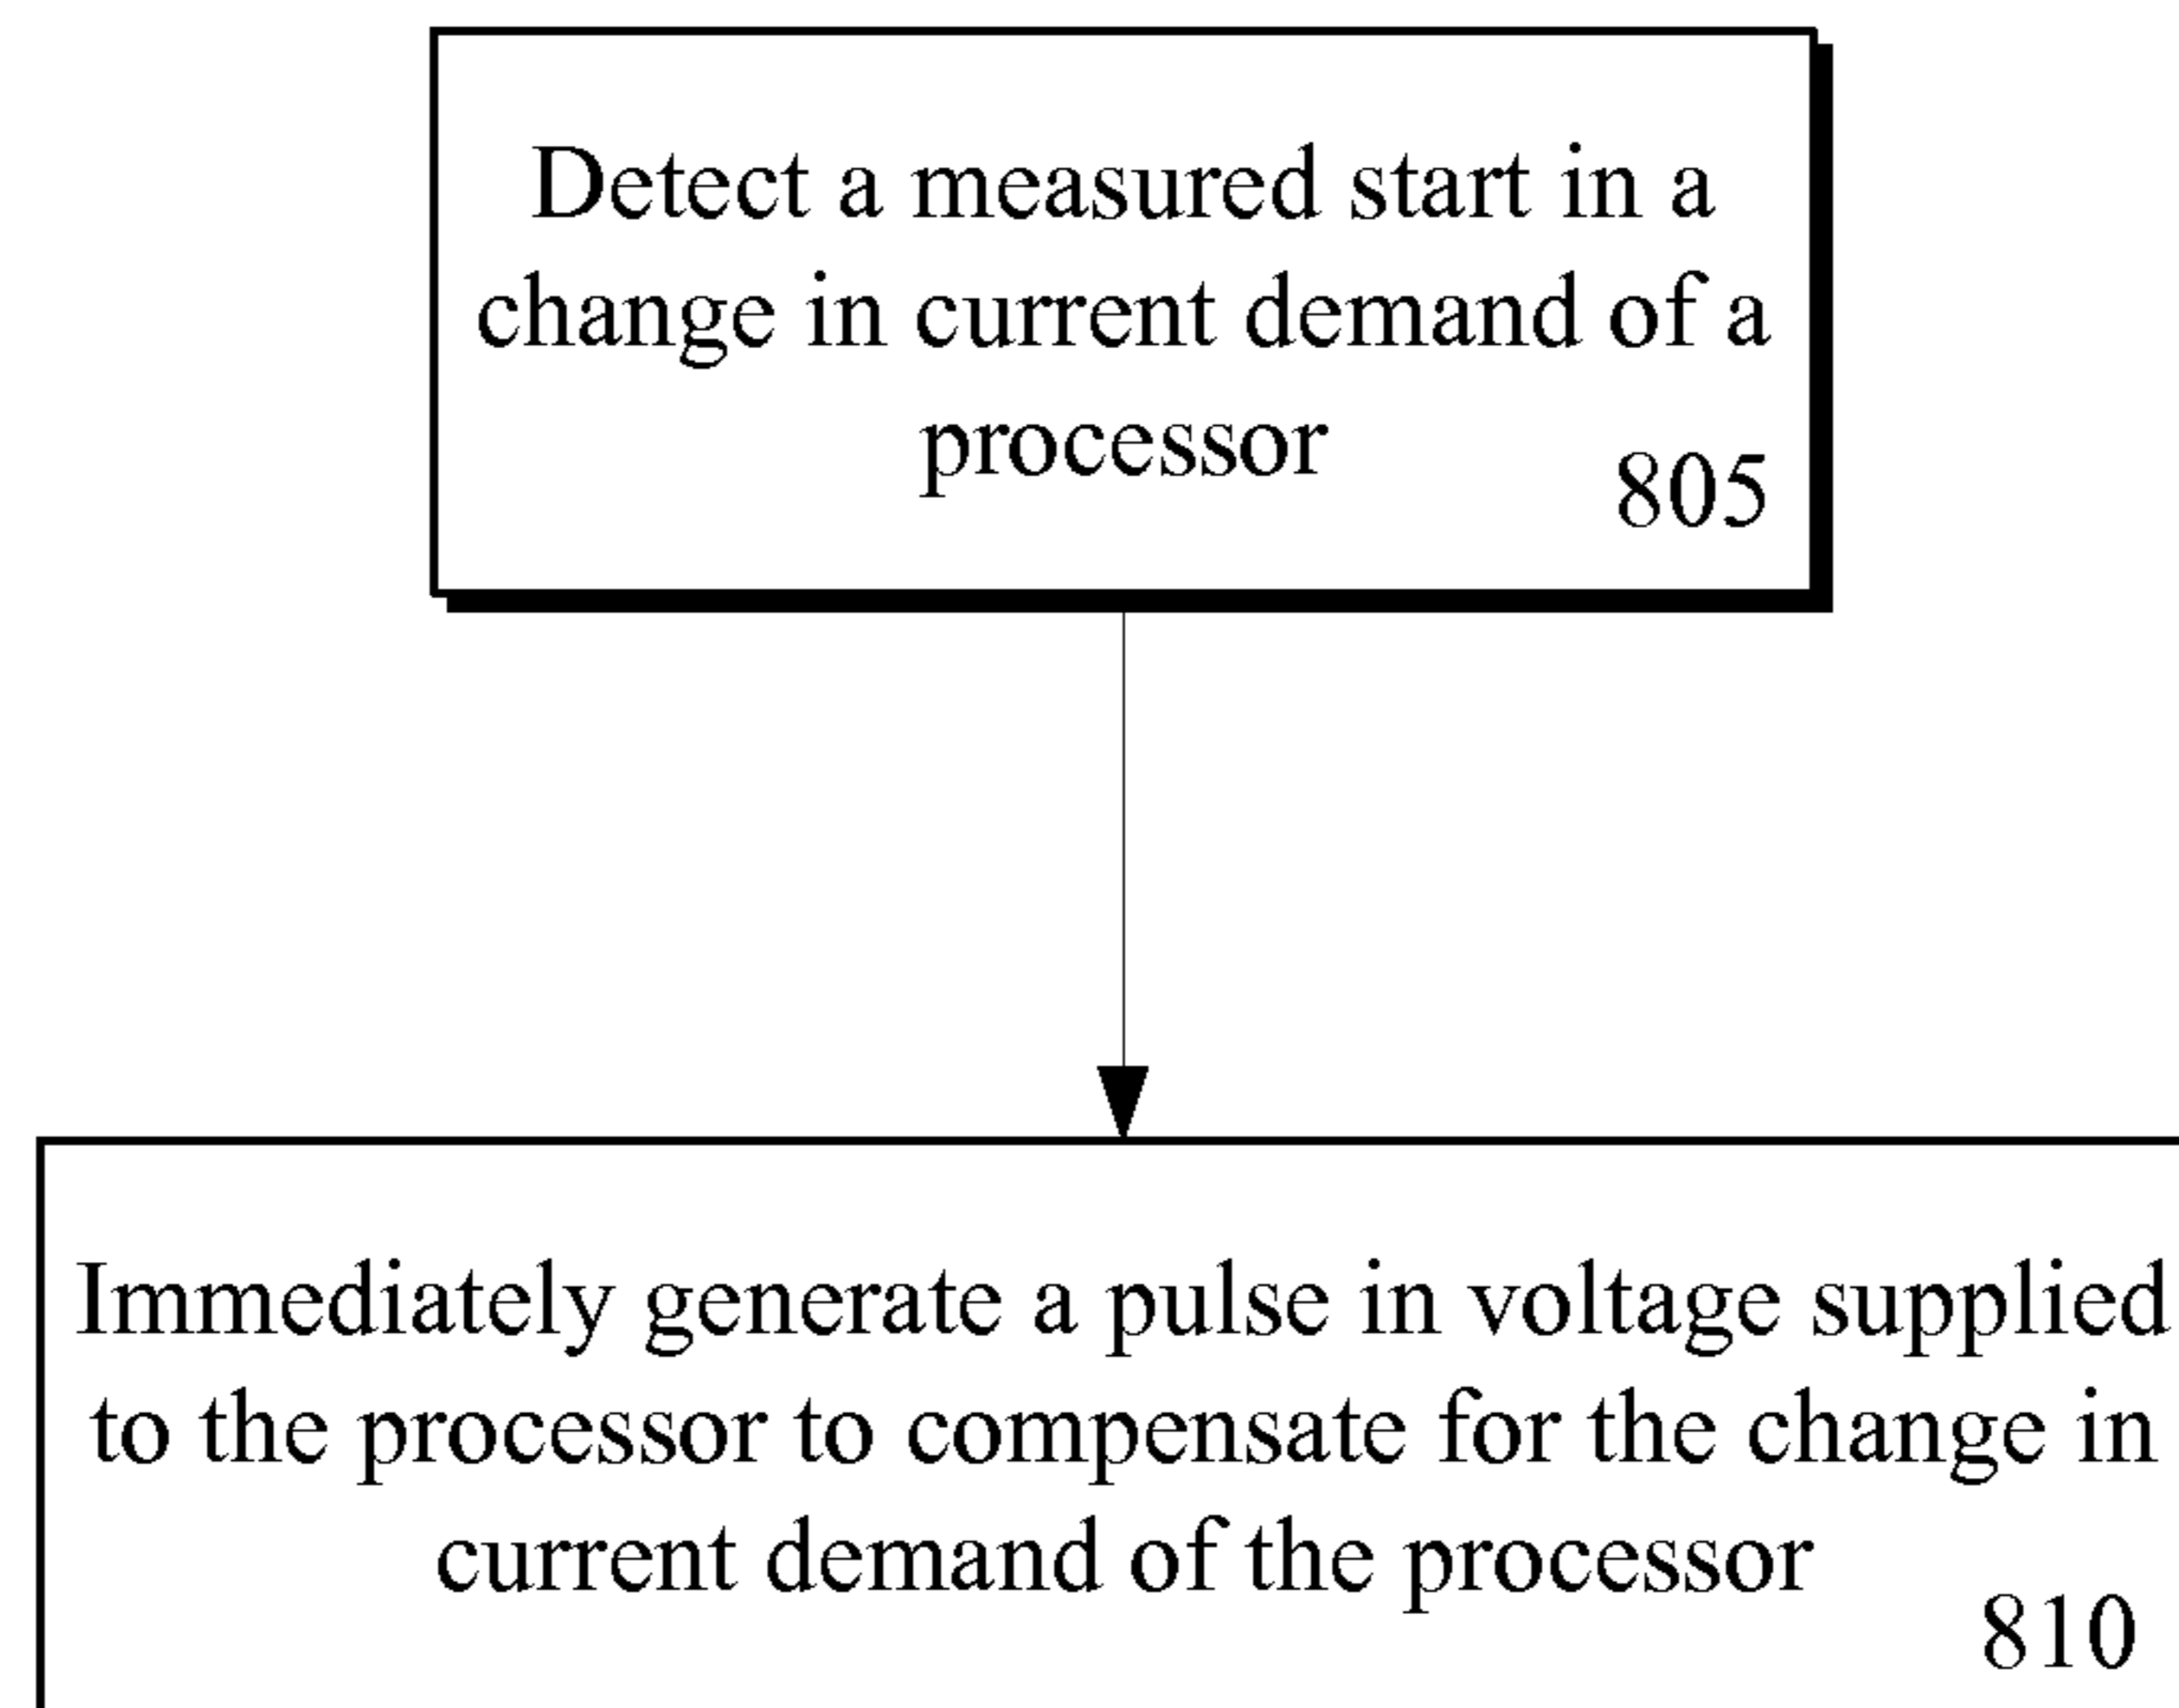 Detect a measured start in a
change in current demand of a
processor
805
Immediately generate a pulse in voltage supplied
to the processor to compensate for the change in
current demand of the processor
810